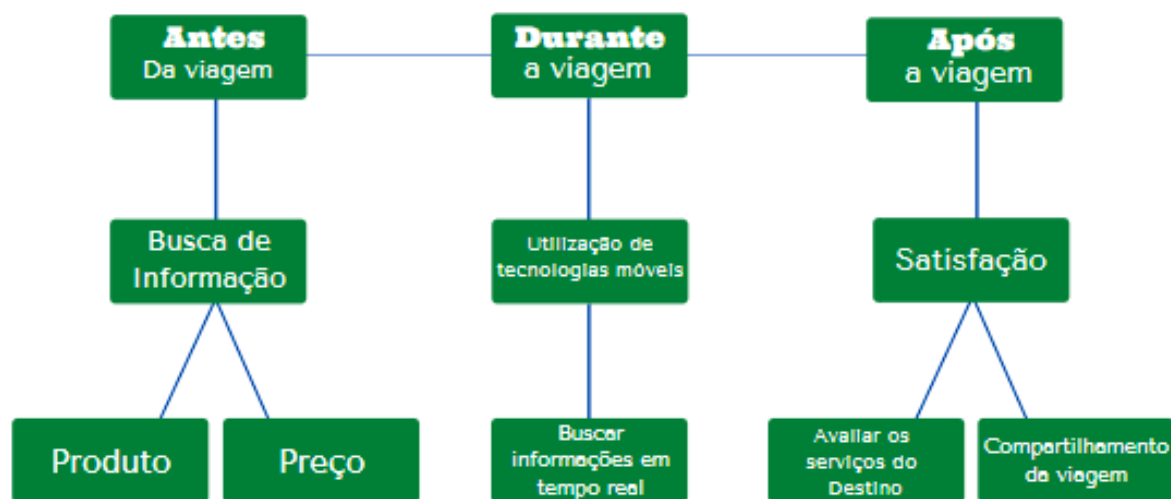 Antes
Da viagem
Durante
a viagem
Após
a viagem
Busca de
Informação
Utilização de
tecnologias móveis
Satisfação
Produto
Preço
Buscar
informações em
tempo real
Avaliar os
serviços do
Destino
Compartilhamento
da viagem